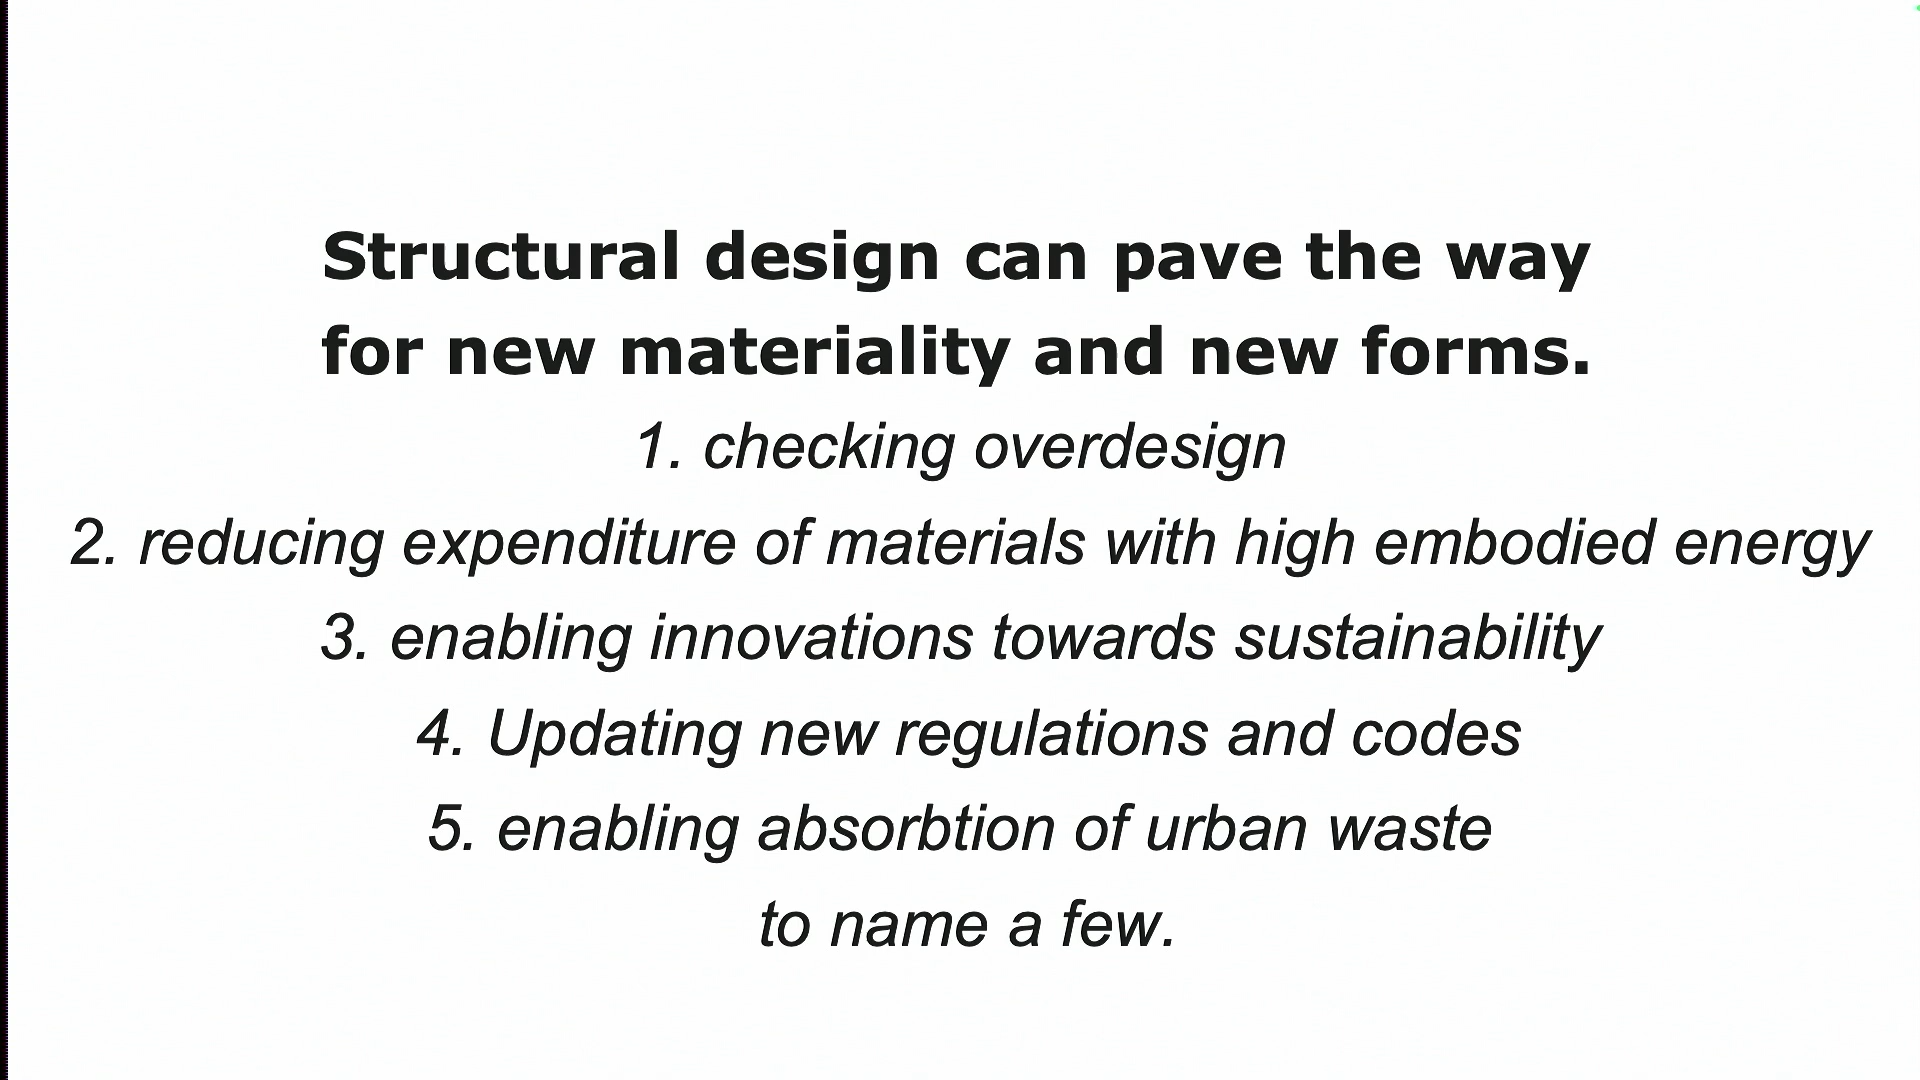 Structural design can pave the way
for new materiality and new forms.
1. checking overdesign
2. reducing expenditure of materials with high embodied energy
3. enabling innovations towards sustainability
4. Updating new regulations and codes
5. enabling absorbtion of urban waste
to name a few.